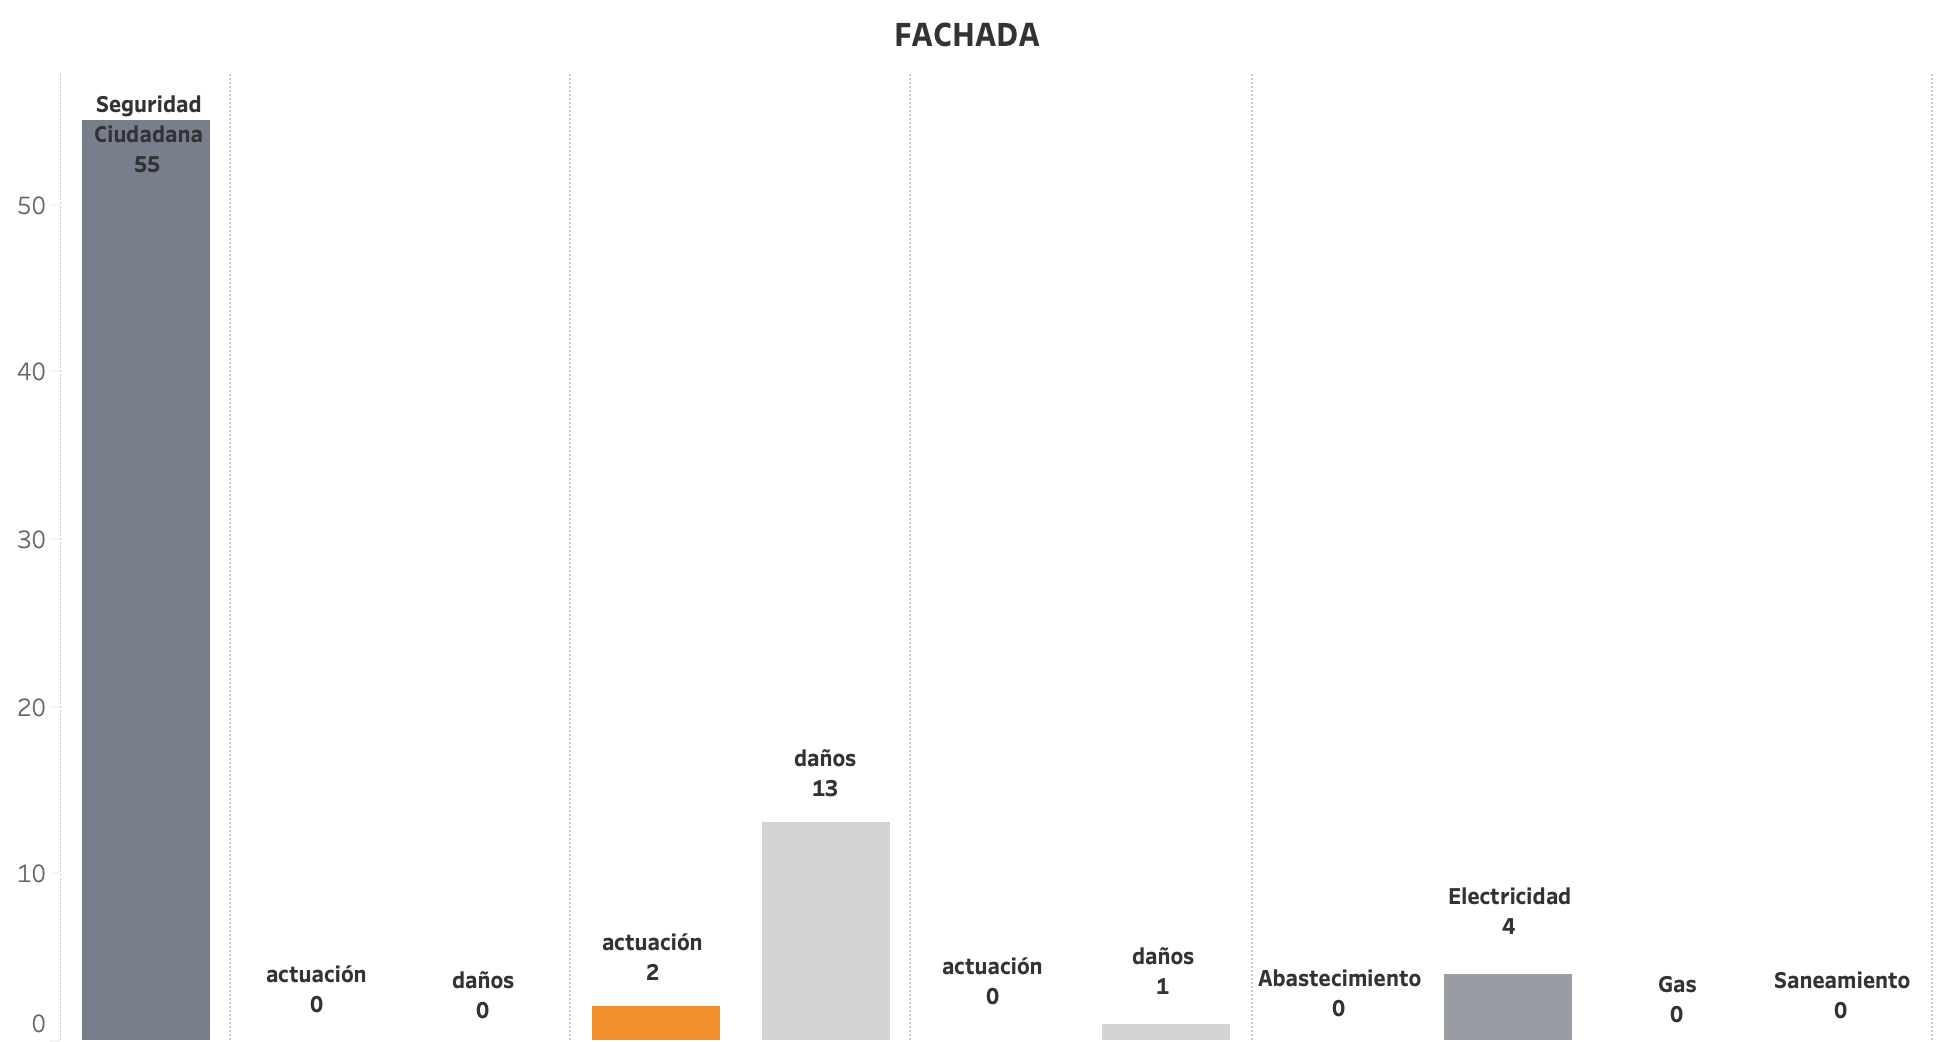 FACHADA
Seguridad
Ciudadana
55
50
40
30
20
10
0
actuación
0
daños
0
actuación
2
daños
13
actuación
0
daños
1
Abastecimiento
0
Electricidad
4
Gas
0
Saneamiento
0